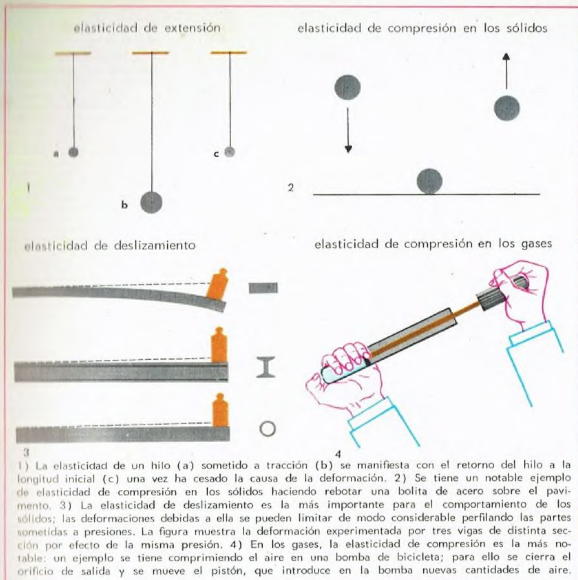 elasticidad de extensión
elasticidad de compresión en los sólidos
a
c
b
1
2
elasticidad de deslizamiento
elasticidad de compresión en los gases
3
4
1) La elasticidad de un hilo (a) sometido a tracción (b) se manifiesta con el retorno del hilo a la
longitud inicial (c) una vez ha cesado la causa de la deformación. 2) Se tiene un notable ejemplo
de elasticidad de compresión en los sólidos haciendo rebotar una bolita de acero sobre el pavi-
mento. 3) La elasticidad de deslizamiento es la más importante para el comportamiento de los
sólidos; las deformaciones debidas a ella se pueden limitar de modo considerable perfilando las partes
sometidas a presiones. La figura muestra la deformación experimentada por tres vigas de distinta sec-
ción por efecto de la misma presión. 4) En los gases, la elasticidad de compresión es la más no-
table: un ejemplo se tiene comprimiendo el aire en una bomba de bicicleta; para ello se cierra el
orificio de salida y se mueve el pistón, que introduce en la bomba nuevas cantidades de aire.